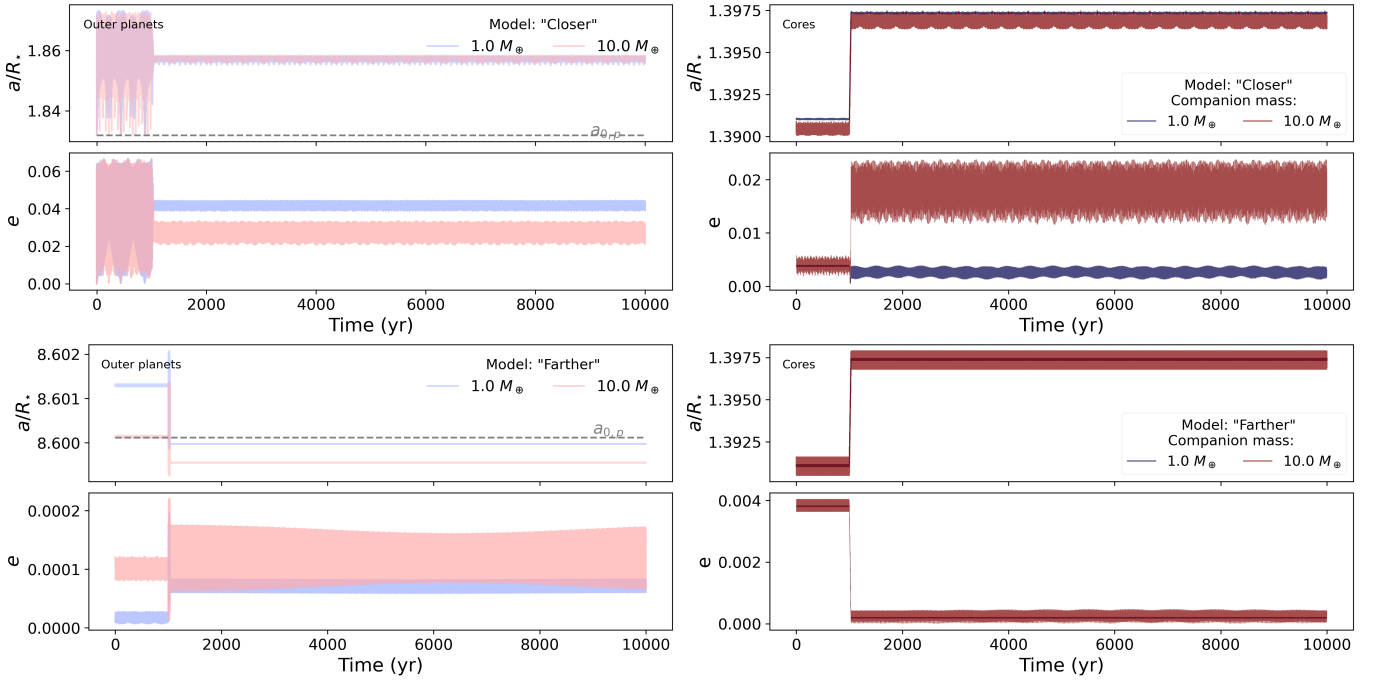 Outer planets
Model: "Closer"
1.0 M⊕ 10.0 M⊕
1.86
1.84
a/R⋆
a₀,ₚ
0.06
0.04
0.02
0.00
e
0 2000 4000 6000 8000 10000
Time (yr)
Cores
1.3975
1.3950
1.3925
1.3900
a/R⋆
Model: "Closer"
Companion mass:
1.0 M⊕ 10.0 M⊕
0.02
0.01
0.00
e
0 2000 4000 6000 8000 10000
Time (yr)
Outer planets
Model: "Farther"
1.0 M⊕ 10.0 M⊕
8.602
8.601
8.600
a/R⋆
a₀,ₚ
0.0002
0.0001
0.0000
e
0 2000 4000 6000 8000 10000
Time (yr)
Cores
1.3975
1.3950
1.3925
a/R⋆
Model: "Farther"
Companion mass:
1.0 M⊕ 10.0 M⊕
0.004
0.002
0.000
e
0 2000 4000 6000 8000 10000
Time (yr)